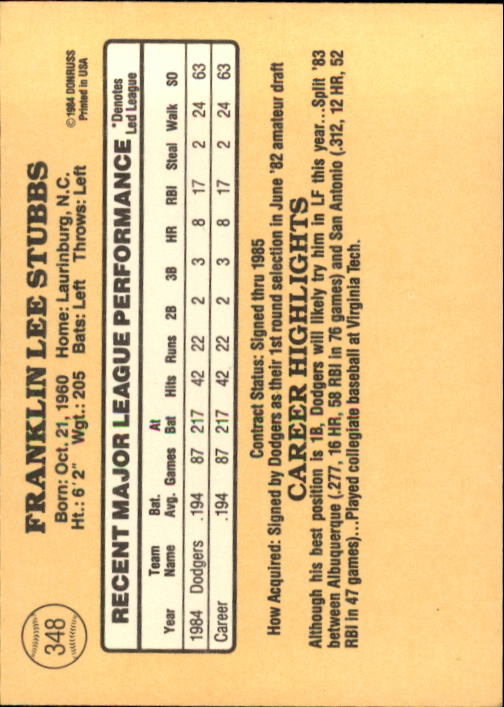 348
FRANKLIN LEE STUBBS
Born: Oct. 21, 1960 Home: Laurinburg, N.C.
Ht.: 6'2" Wgt.: 205 Bats: Left Throws: Left
© 1984 DONRUSS
Printed in USA
RECENT MAJOR LEAGUE PERFORMANCE *Denotes Led League
Year Team Name Bat. Avg. Games At Bat Hits Runs 2B 3B HR RBI Steal Walk SO
1984 Dodgers .194 87 217 42 22 2 3 8 17 2 24 63
Career .194 87 217 42 22 2 3 8 17 2 24 63
Contract Status: Signed thru 1985
How Acquired: Signed by Dodgers as their 1st round selection in June '82 amateur draft
CAREER HIGHLIGHTS
Although his best position is 1B, Dodgers will likely try him in LF this year...Split '83
between Albuquerque (.277, 16 HR, 58 RBI in 76 games) and San Antonio (.312, 12 HR, 52
RBI in 47 games)...Played collegiate baseball at Virginia Tech.